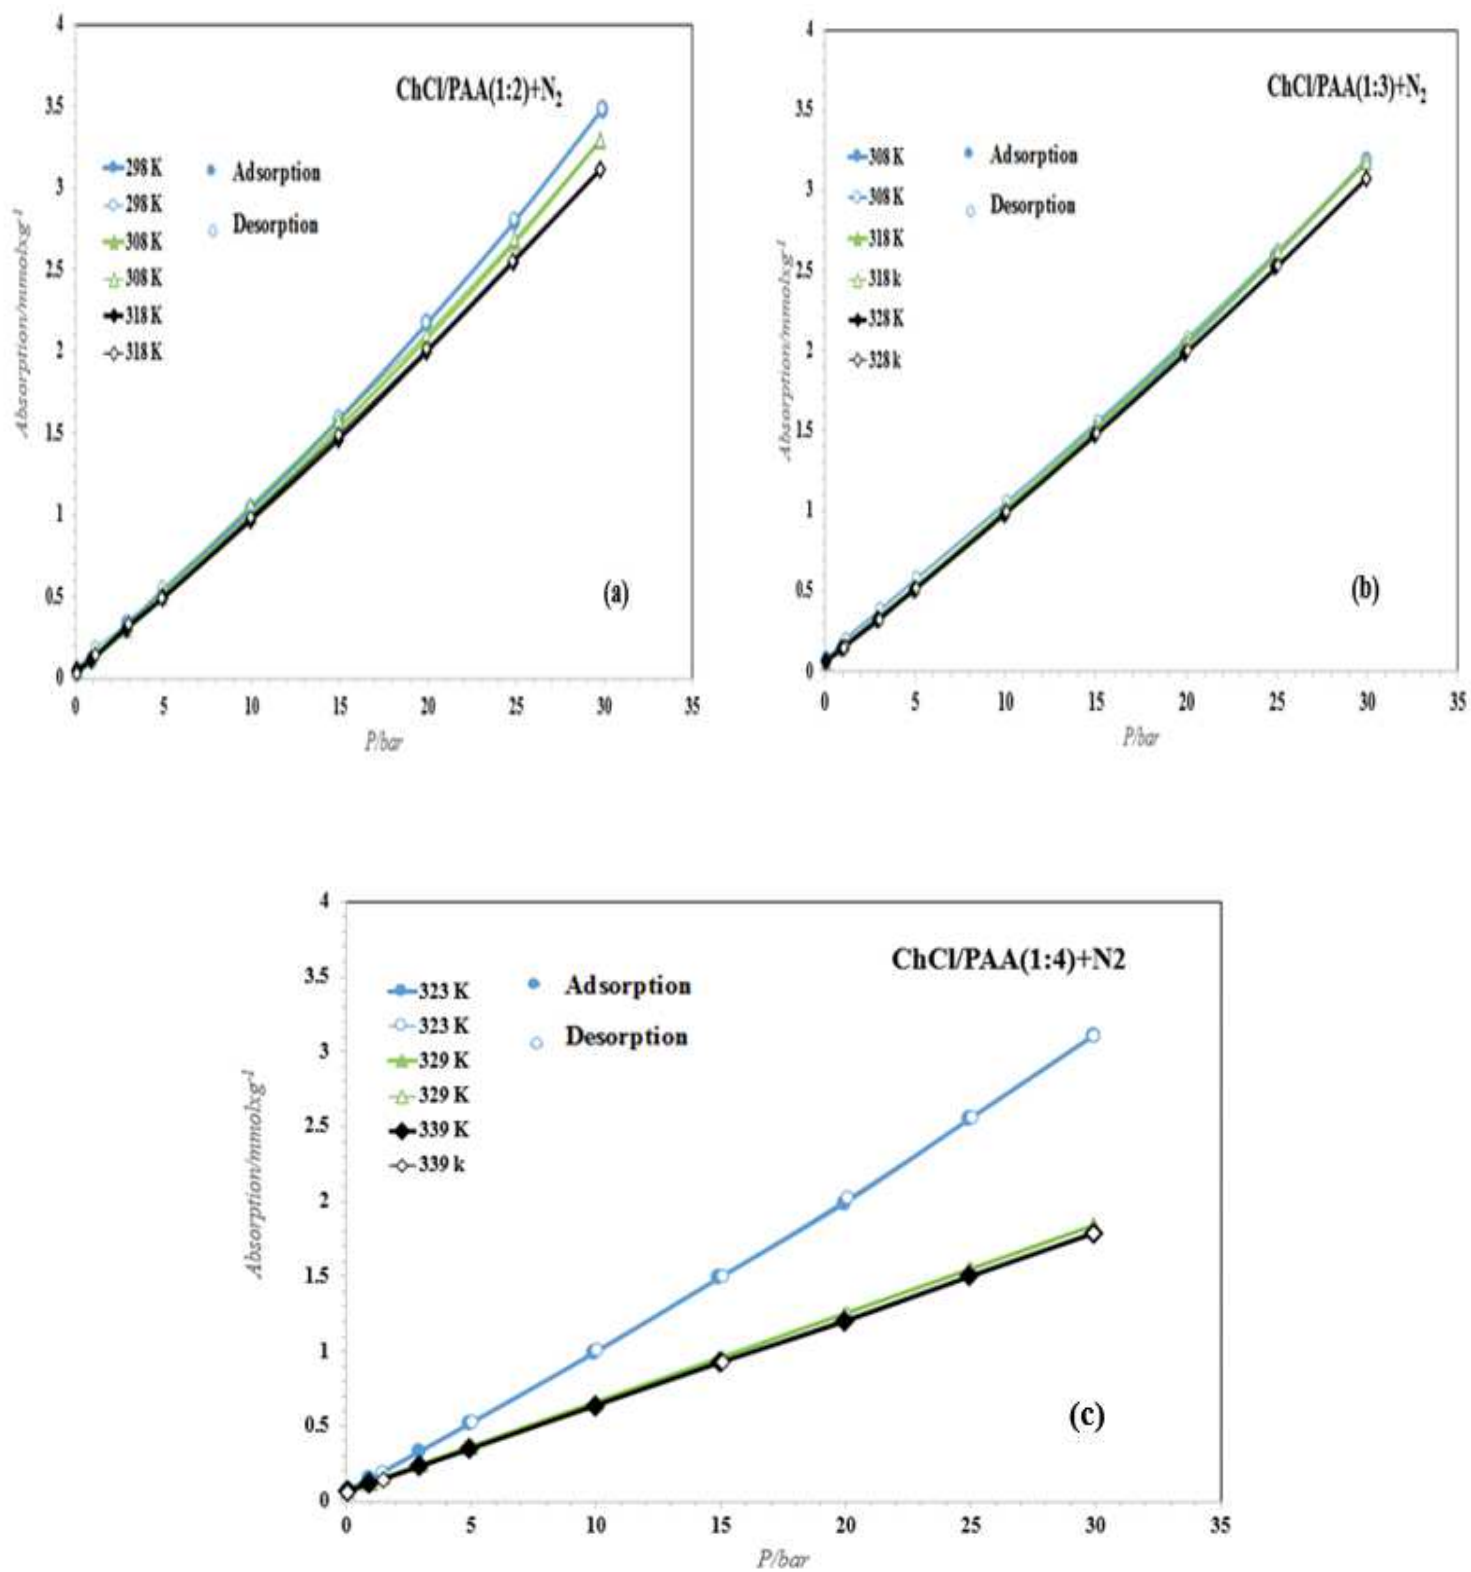 ChCl/PAA(1:2)+N₂
298 K
298 K
308 K
308 K
318 K
318 K
Adsorption
Desorption
Absorption/mmolxg⁻¹
4
3.5
3
2.5
2
1.5
1
0.5
0
0 5 10 15 20 25 30 35
P/bar
(a)
ChCl/PAA(1:3)+N₂
308 K
308 K
318 K
318 k
328 K
328 k
Adsorption
Desorption
Absorption/mmolxg⁻¹
4
3.5
3
2.5
2
1.5
1
0.5
0
0 5 10 15 20 25 30 35
P/bar
(b)
ChCl/PAA(1:4)+N2
323 K
323 K
329 K
329 K
339 K
339 k
Adsorption
Desorption
Absorption/mmolxg⁻¹
4
3.5
3
2.5
2
1.5
1
0.5
0
0 5 10 15 20 25 30 35
P/bar
(c)